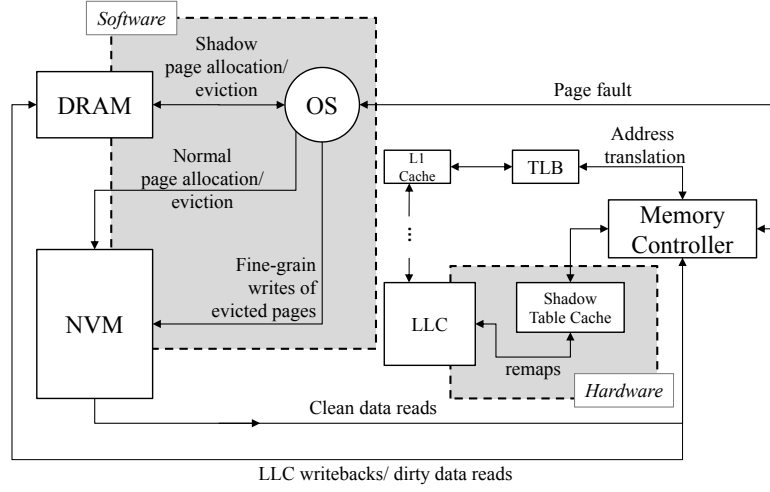 Software
Shadow
page allocation/
eviction
DRAM
OS
Page fault
Normal
page allocation/
eviction
L1
Cache
TLB
Address
translation
...
Memory
Controller
NVM
Fine-grain
writes of
evicted pages
LLC
Shadow
Table Cache
remaps
Hardware
Clean data reads
LLC writebacks/ dirty data reads